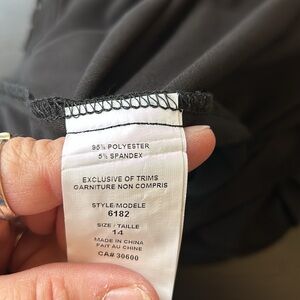 95% POLYESTER
5% SPANDEX
EXCLUSIVE OF TRIMS
GARNITURE NON COMPRIS
STYLE/MODELE
6182
SIZE / TAILLE
14
MADE IN CHINA
FAIT AU CHINE
CA# 30600